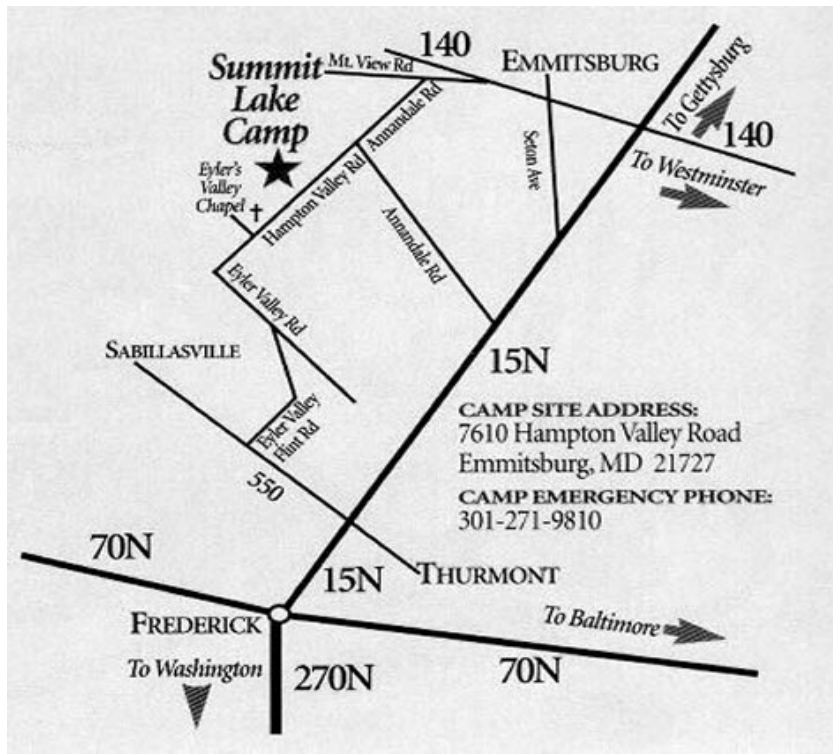 140
EMMITSBURG
Summit
Lake
Camp
Mt. View Rd
Annandale Rd
To Gettysburg
140
To Westminster
Seton Ave
Eyler's
Valley
Chapel
Hampton Valley Rd
Annandale Rd
Eyler Valley Rd
SABILLASVILLE
15N
CAMP SITE ADDRESS:
7610 Hampton Valley Road
Emmitsburg, MD 21727
CAMP EMERGENCY PHONE:
301-271-9810
Eyler Valley
Flint Rd
550
70N
15N
THURMONT
FREDERICK
To Baltimore
To Washington
270N
70N